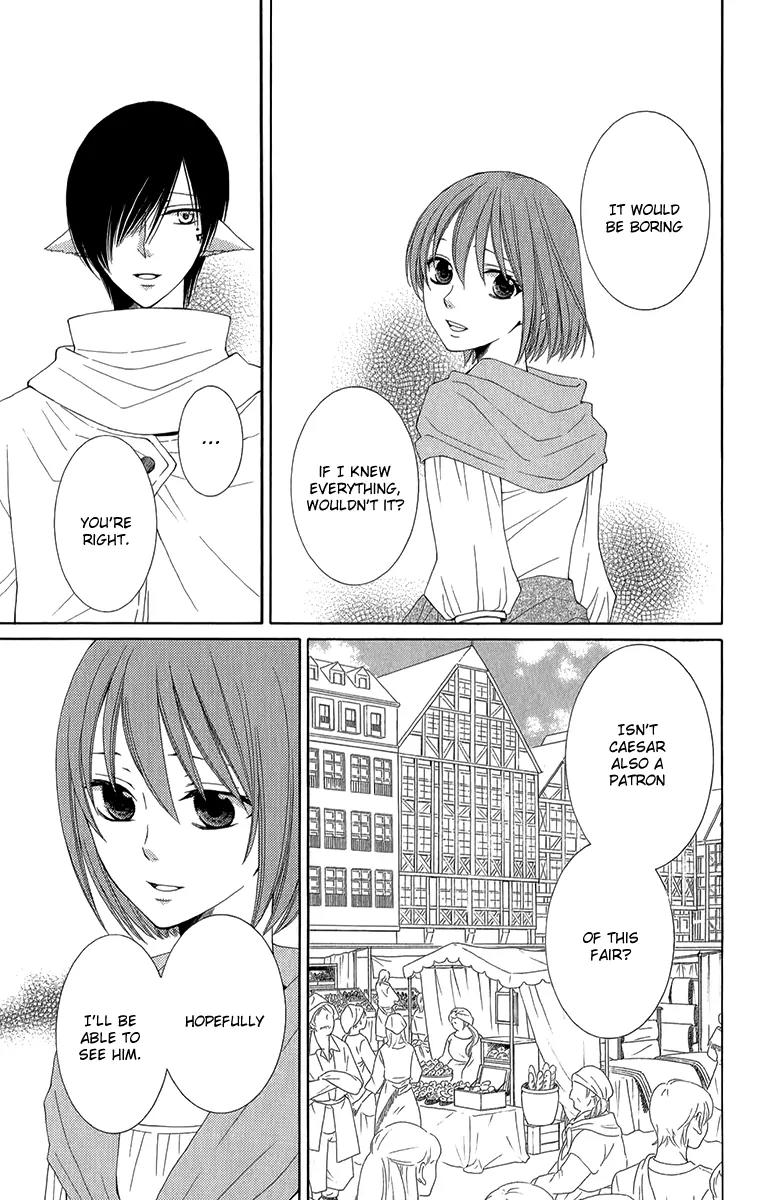 IT WOULD
BE BORING
IF I KNEW
EVERYTHING,
WOULDN'T IT?
...
YOU'RE
RIGHT.
ISN'T
CAESAR
ALSO A
PATRON
OF THIS
FAIR?
HOPEFULLY
I'LL BE
ABLE TO
SEE HIM.